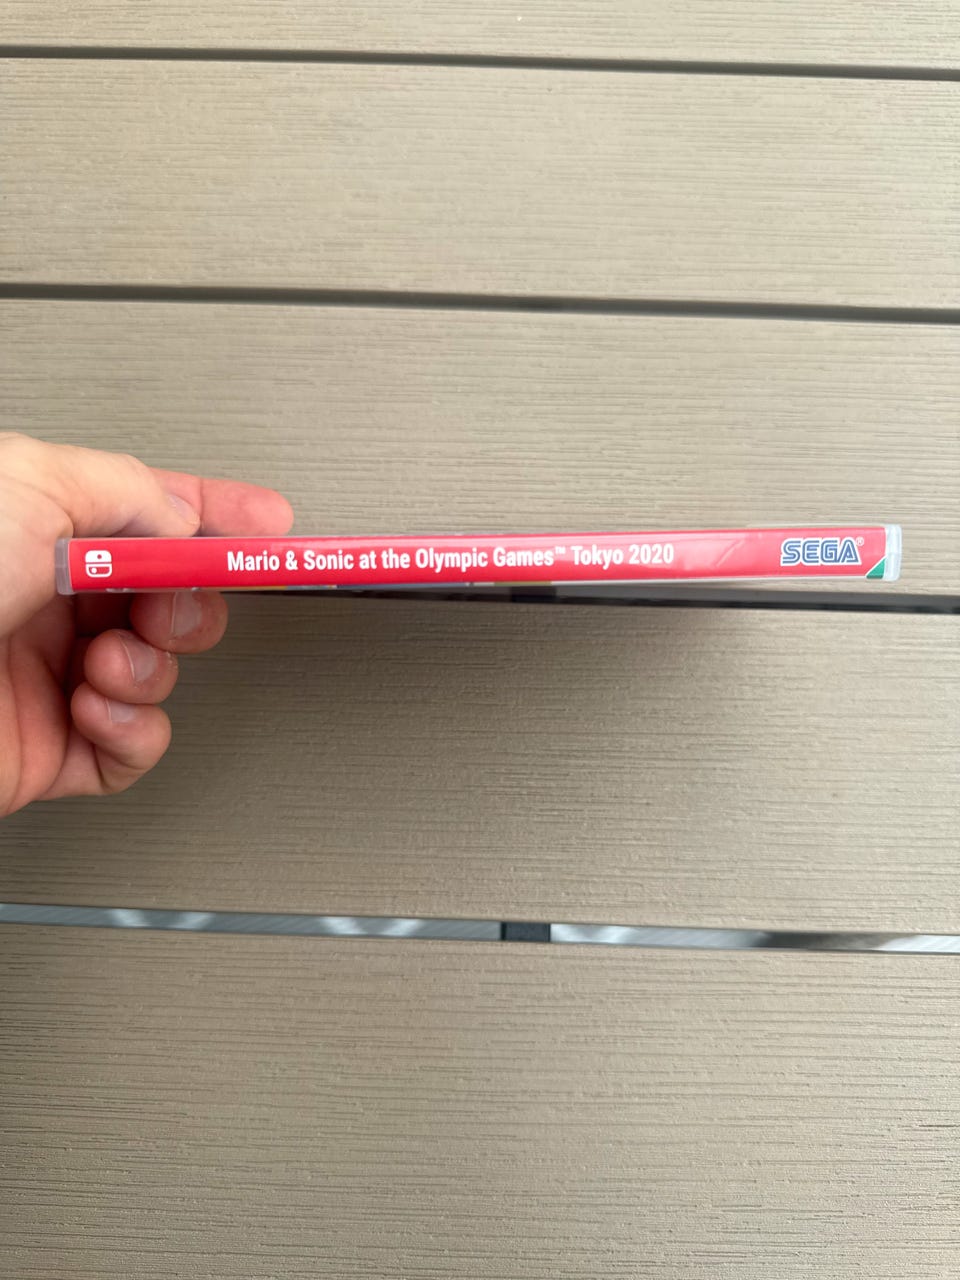 Mario & Sonic at the Olympic Games™ Tokyo 2020
SEGA®